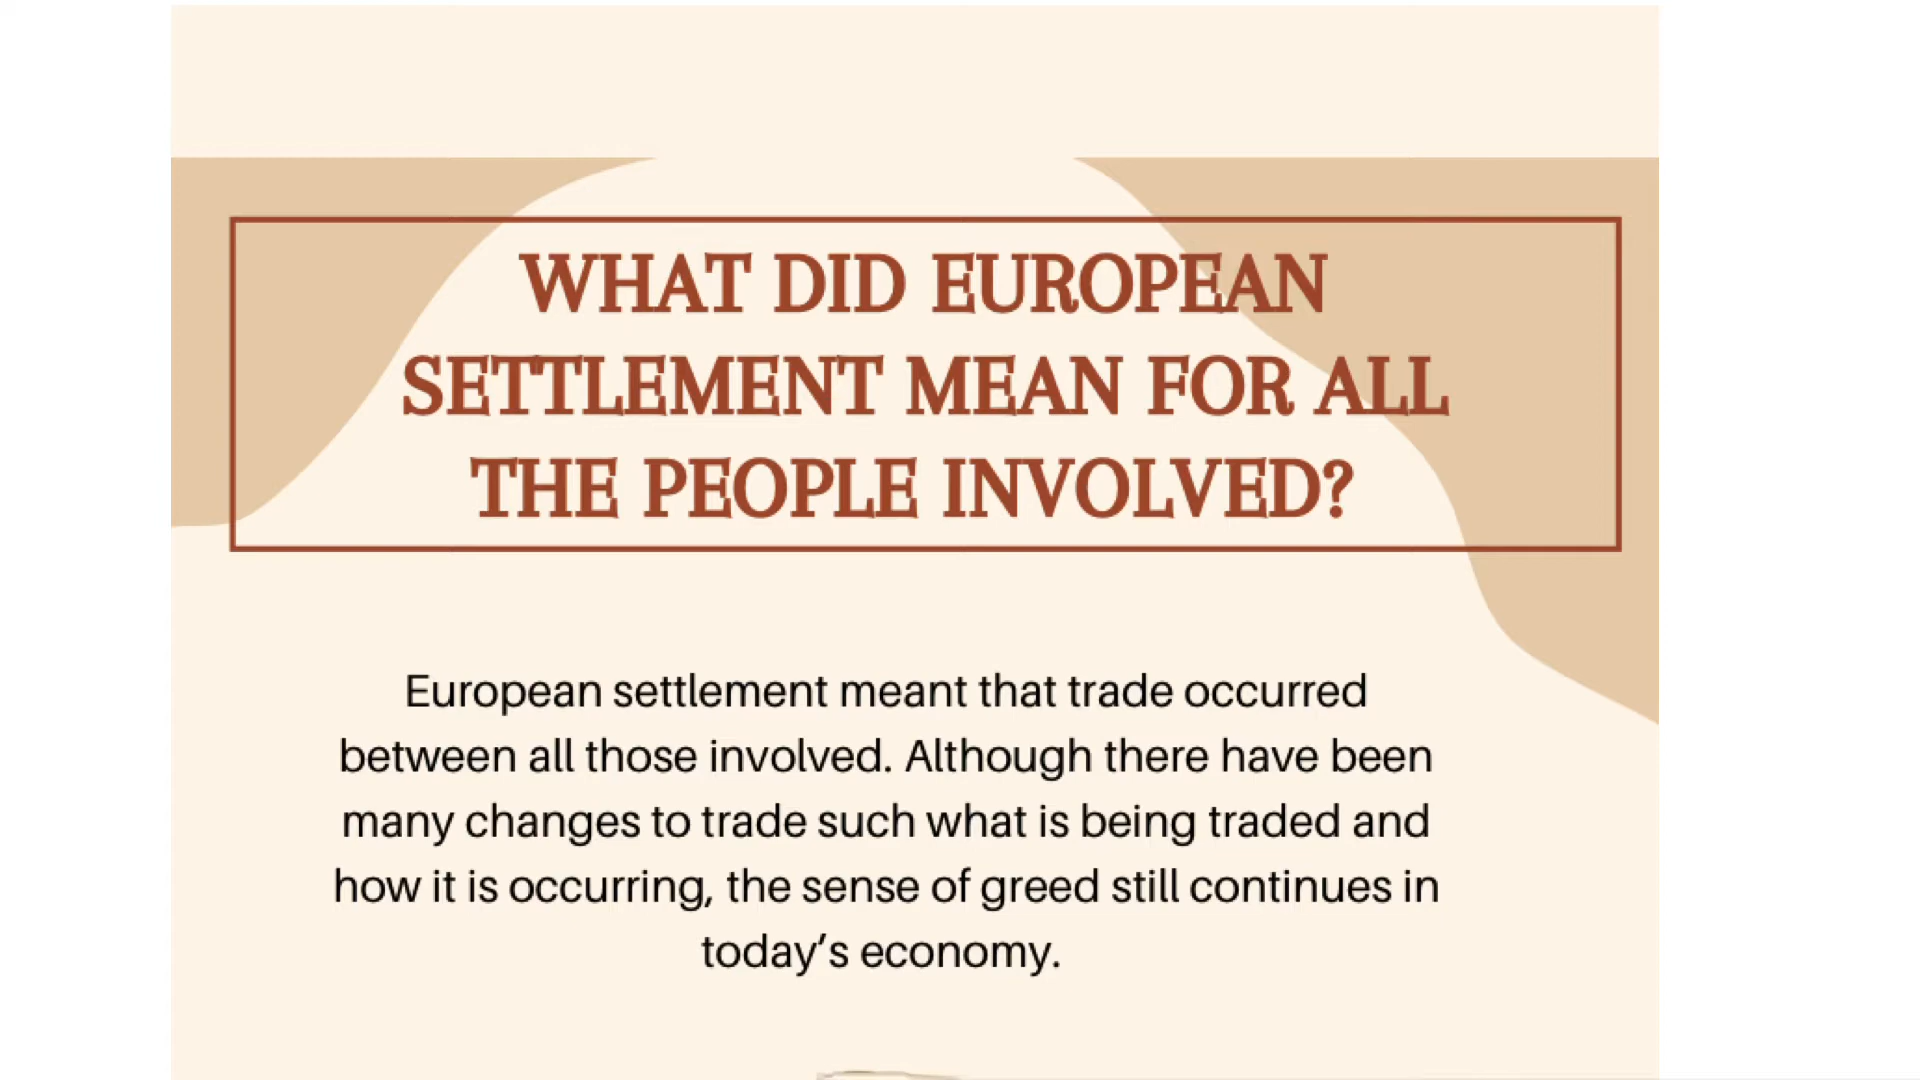 WHAT DID EUROPEAN
SETTLEMENT MEAN FOR ALL
THE PEOPLE INVOLVED?
European settlement meant that trade occurred
between all those involved. Although there have been
many changes to trade such what is being traded and
how it is occurring, the sense of greed still continues in
today’s economy.